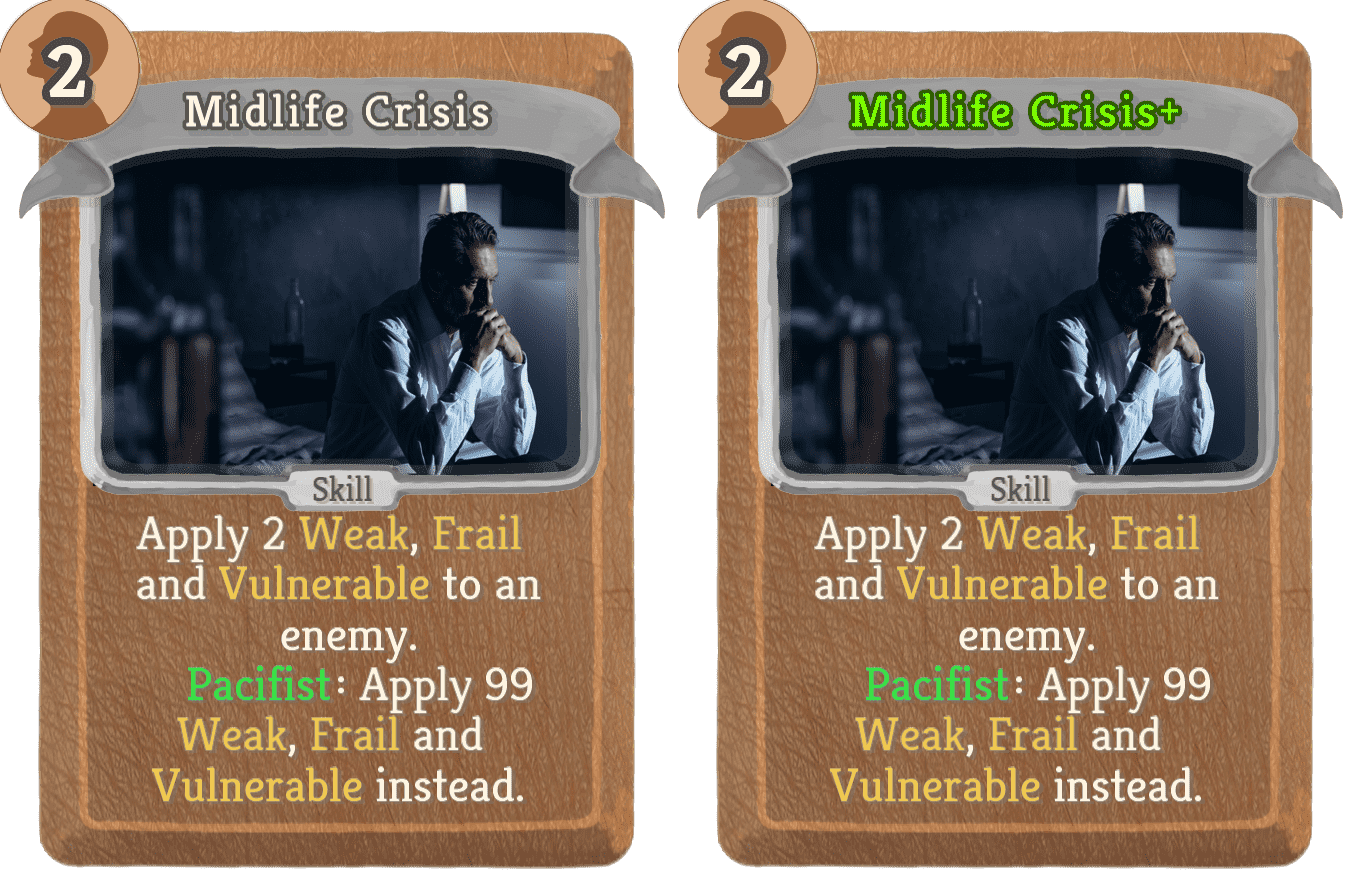 2
Midlife Crisis
Skill
Apply 2 Weak, Frail
and Vulnerable to an
enemy.
Pacifist: Apply 99
Weak, Frail and
Vulnerable instead.
2
Midlife Crisis+
Skill
Apply 2 Weak, Frail
and Vulnerable to an
enemy.
Pacifist: Apply 99
Weak, Frail and
Vulnerable instead.